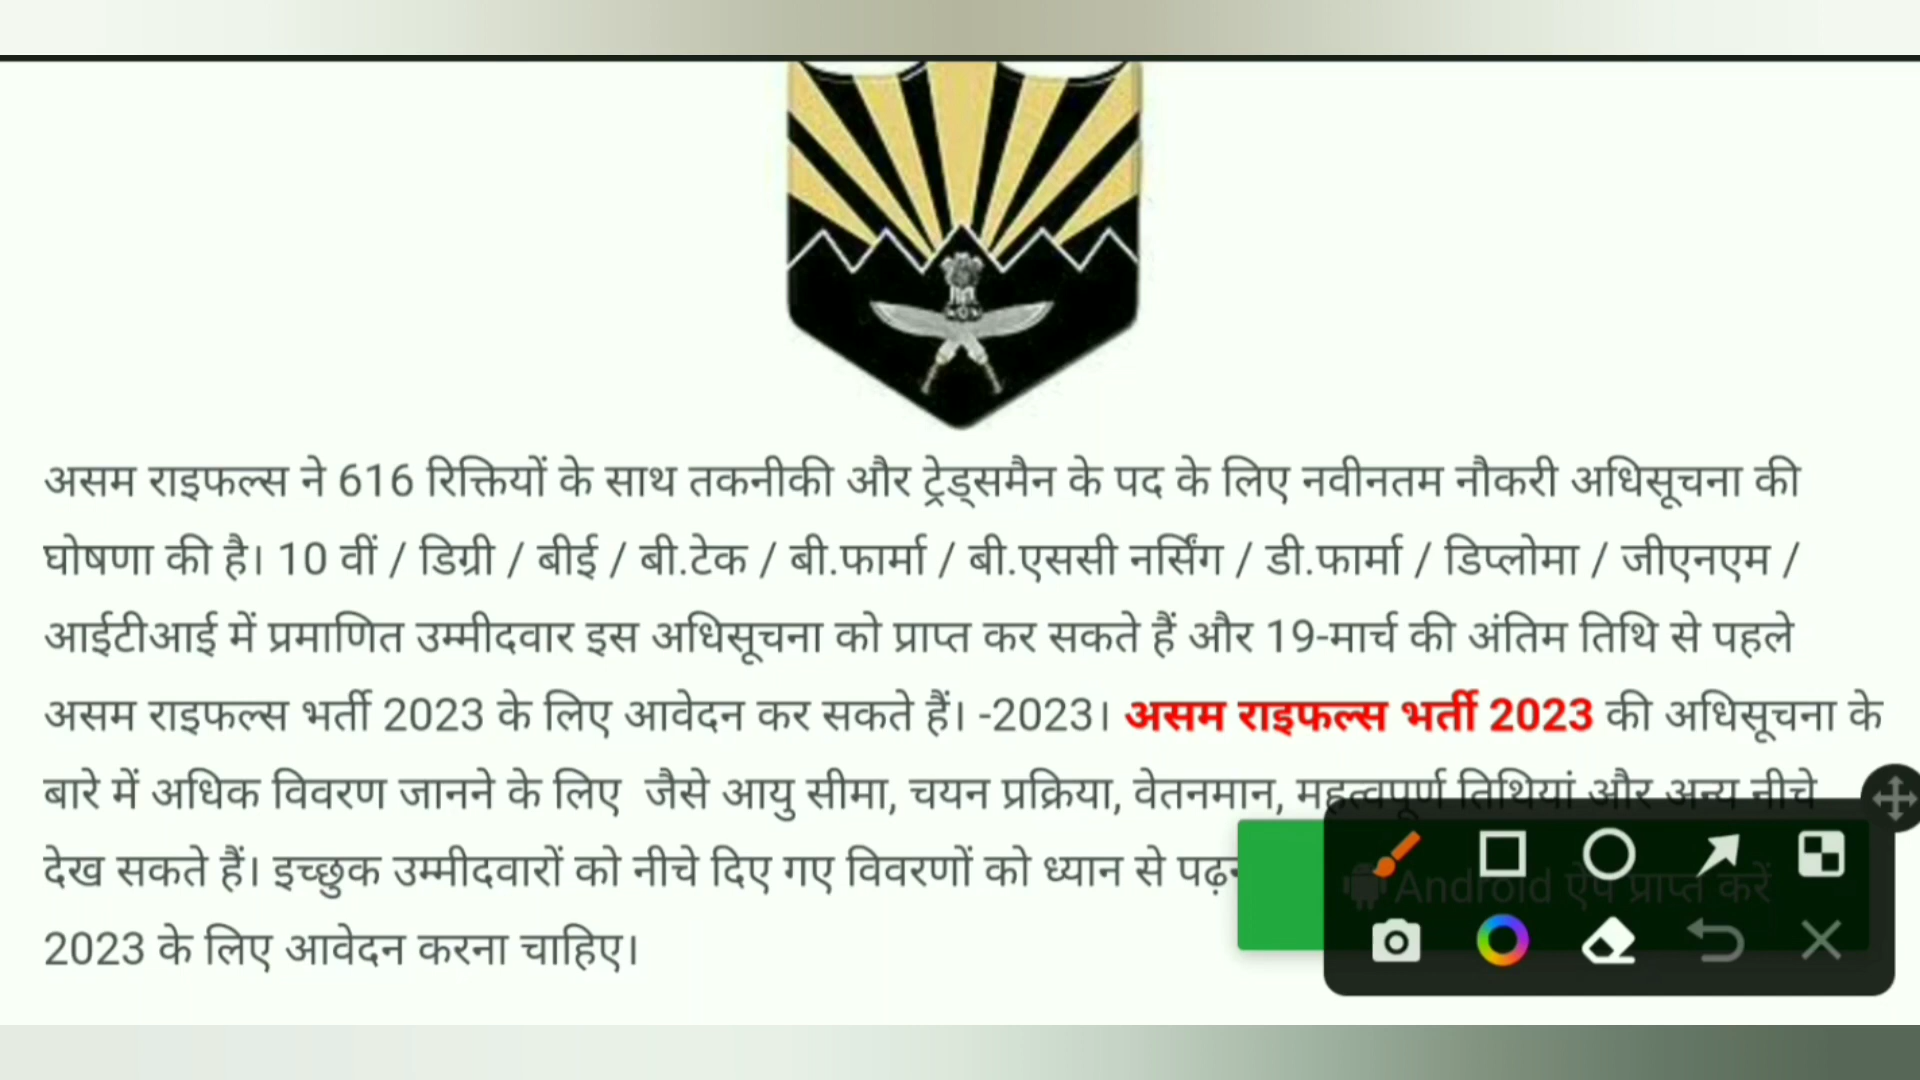 असम राइफल्स ने 616 रिक्तियों के साथ तकनीकी और ट्रेड्समैन के पद के लिए नवीनतम नौकरी अधिसूचना की
घोषणा की है। 10 वीं / डिग्री / बीई / बी.टेक / बी.फार्मा / बी.एससी नर्सिंग / डी.फार्मा / डिप्लोमा / जीएनएम /
आईटीआई में प्रमाणित उम्मीदवार इस अधिसूचना को प्राप्त कर सकते हैं और 19-मार्च की अंतिम तिथि से पहले
असम राइफल्स भर्ती 2023 के लिए आवेदन कर सकते हैं। -2023। असम राइफल्स भर्ती 2023 की अधिसूचना के
बारे में अधिक विवरण जानने के लिए जैसे आयु सीमा, चयन प्रक्रिया, वेतनमान, महत्वपूर्ण तिथियां और अन्य नीचे
देख सकते हैं। इच्छुक उम्मीदवारों को नीचे दिए गए विवरणों को ध्यान से
Android ऐप प्राप्त करें
2023 के लिए आवेदन करना चाहिए।